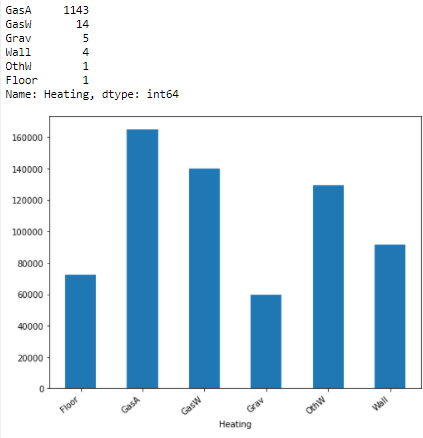 GasA 1143
GasW 14
Grav 5
Wall 4
OthW 1
Floor 1
Name: Heating, dtype: int64
160000
140000
120000
100000
80000
60000
40000
20000
0
Floor GasA GasW Grav OthW Wall
Heating